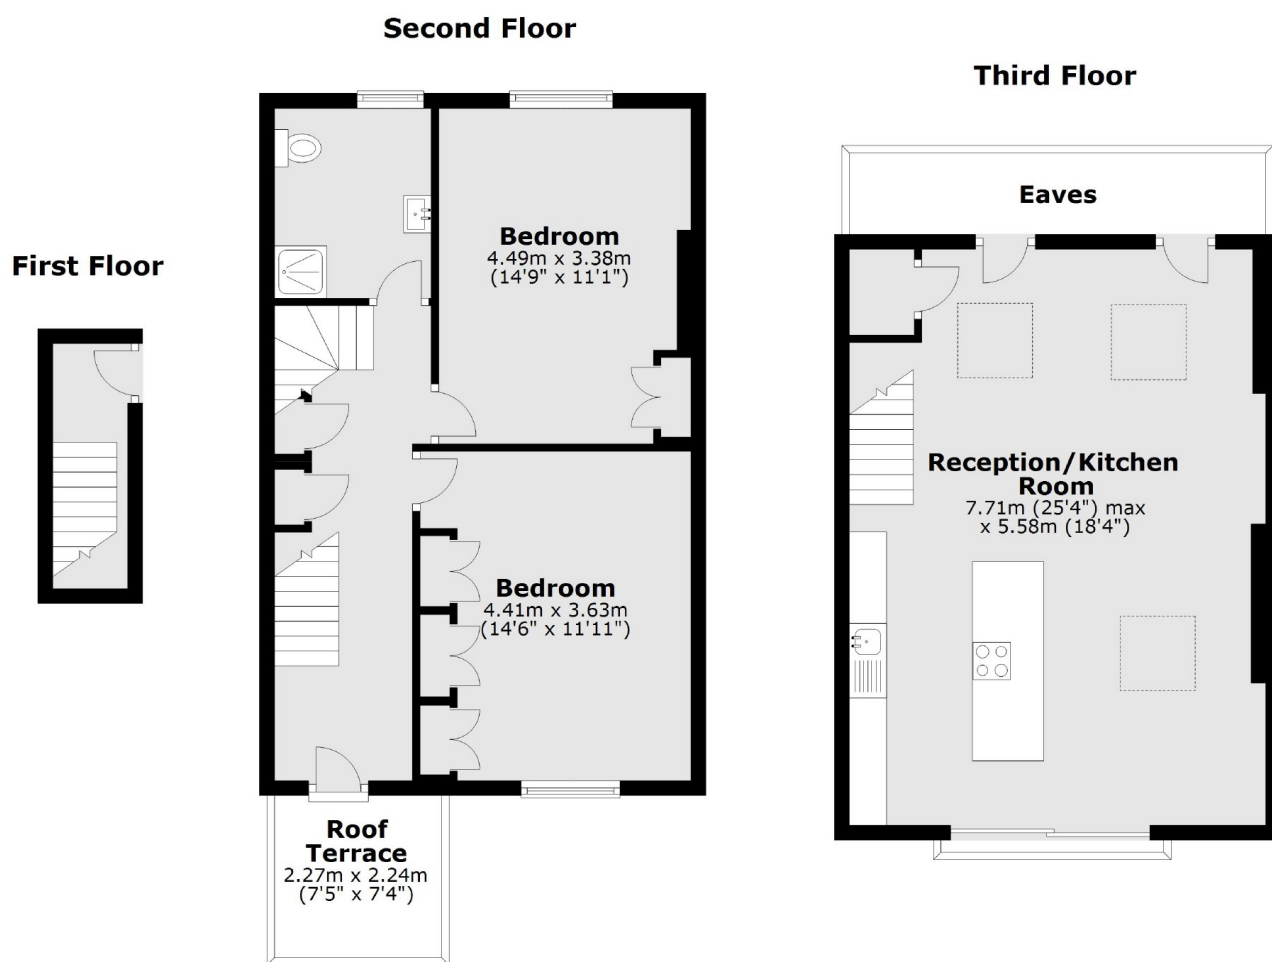 Second Floor
Third Floor
Eaves
First Floor
Bedroom
4.49m x 3.38m
(14'9" x 11'1")
Reception/Kitchen
Room
7.71m (25'4") max
x 5.58m (18'4")
Bedroom
4.41m x 3.63m
(14'6" x 11'11")
Roof
Terrace
2.27m x 2.24m
(7'5" x 7'4")